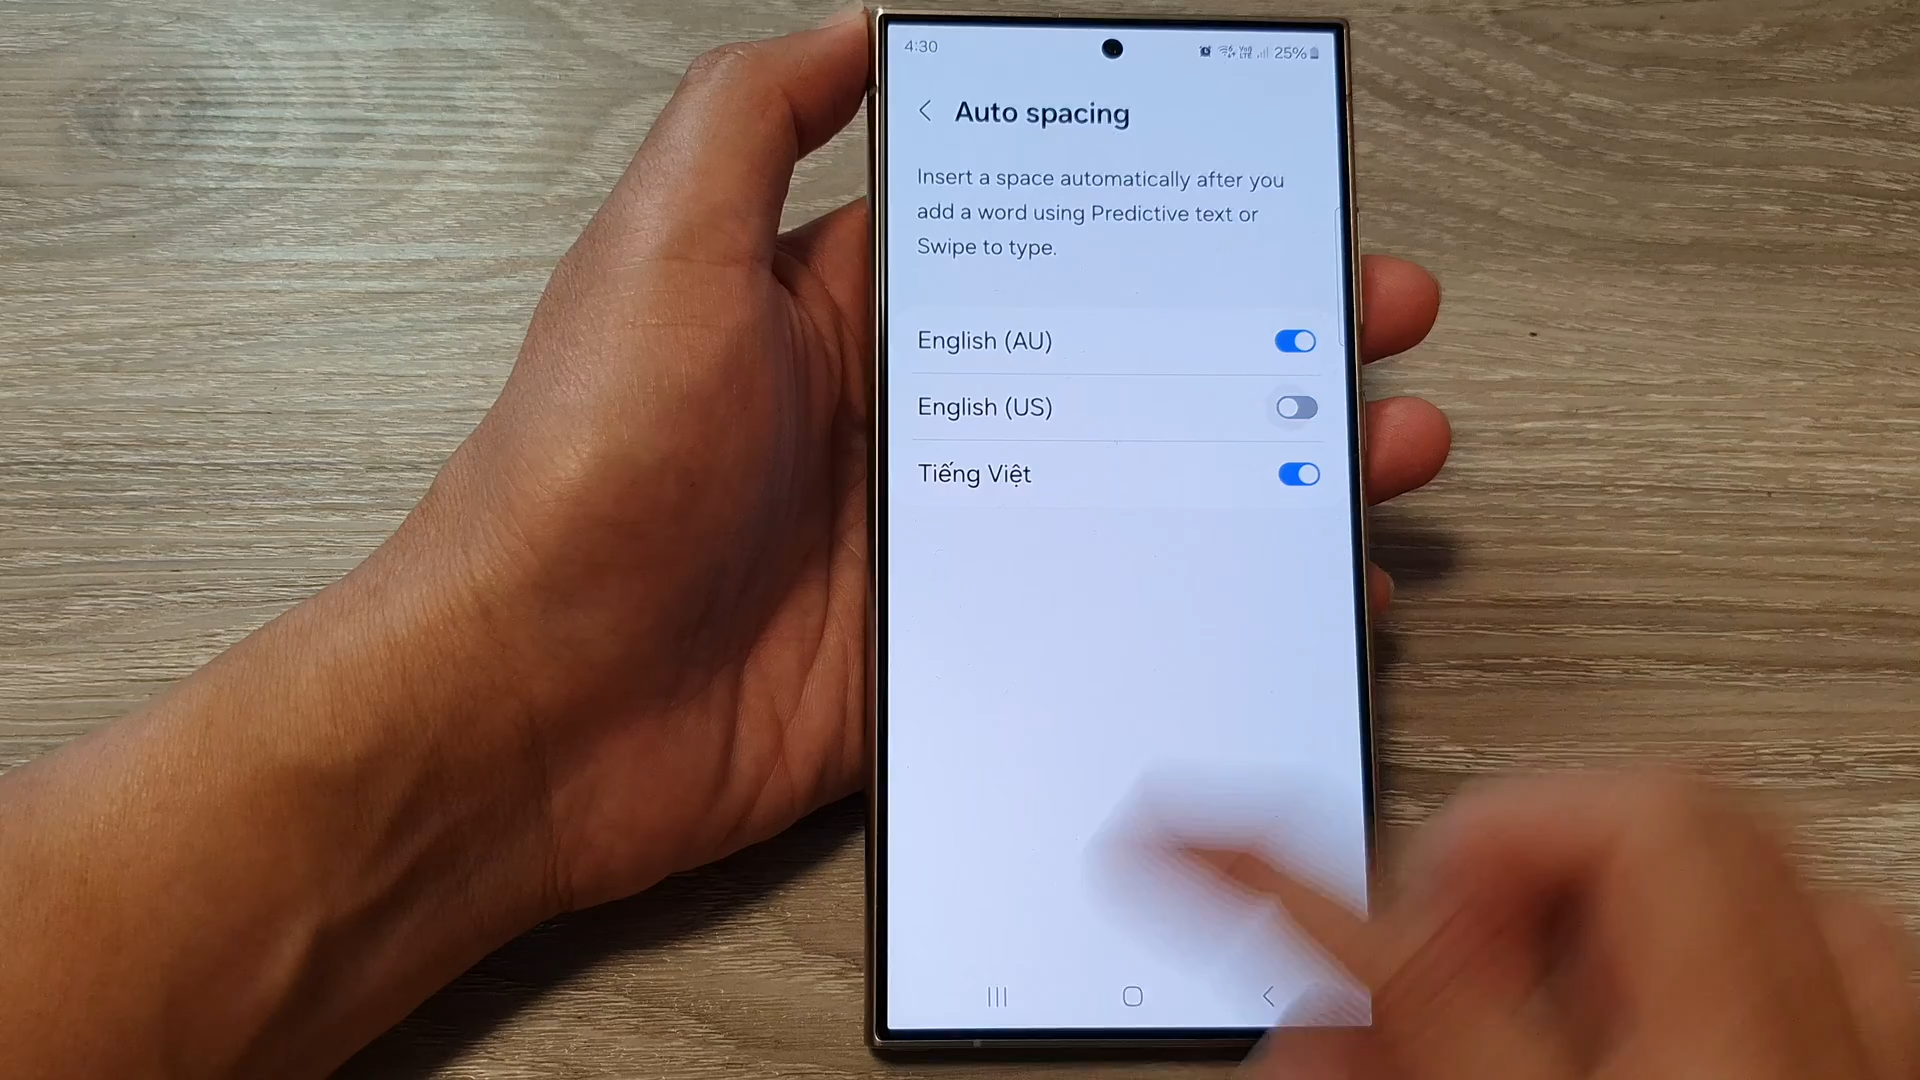 4:30
25%
Auto spacing
Insert a space automatically after you
add a word using Predictive text or
Swipe to type.
English (AU)
English (US)
Tiếng Việt